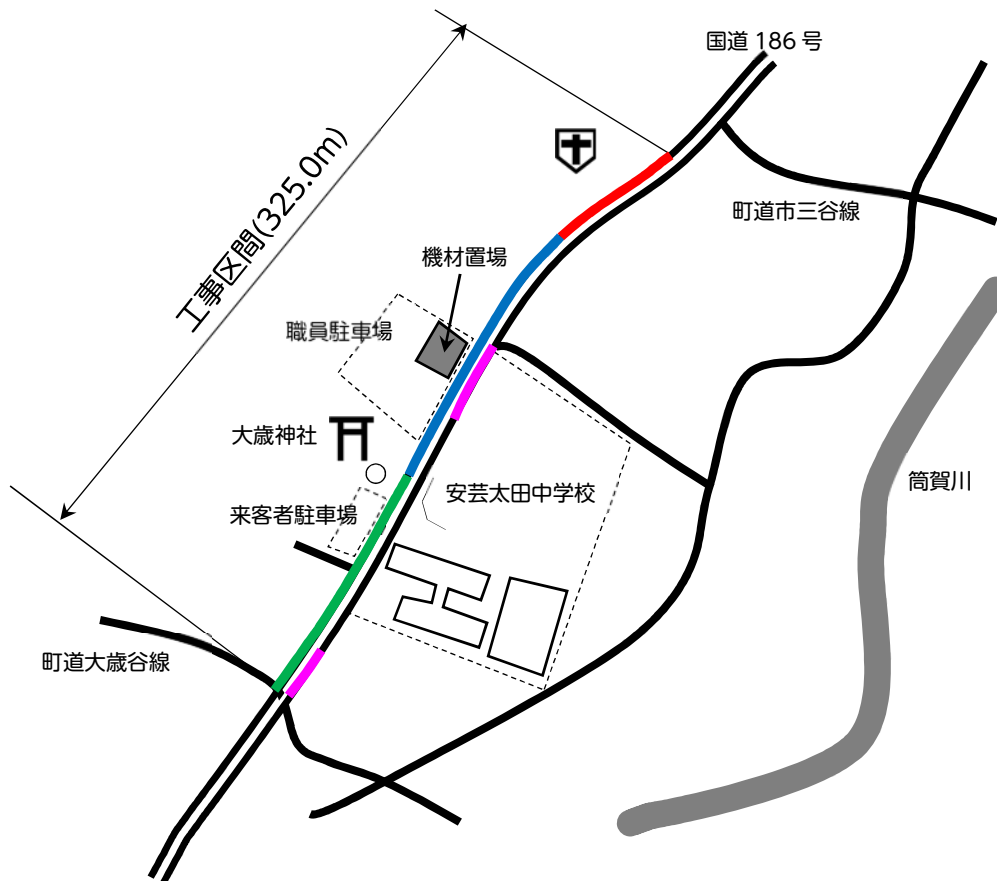 国道 186 号
町道市三谷線
工事区間(325.0m)
機材置場
職員駐車場
大歳神社
来客者駐車場
安芸太田中学校
筒賀川
町道大歳谷線